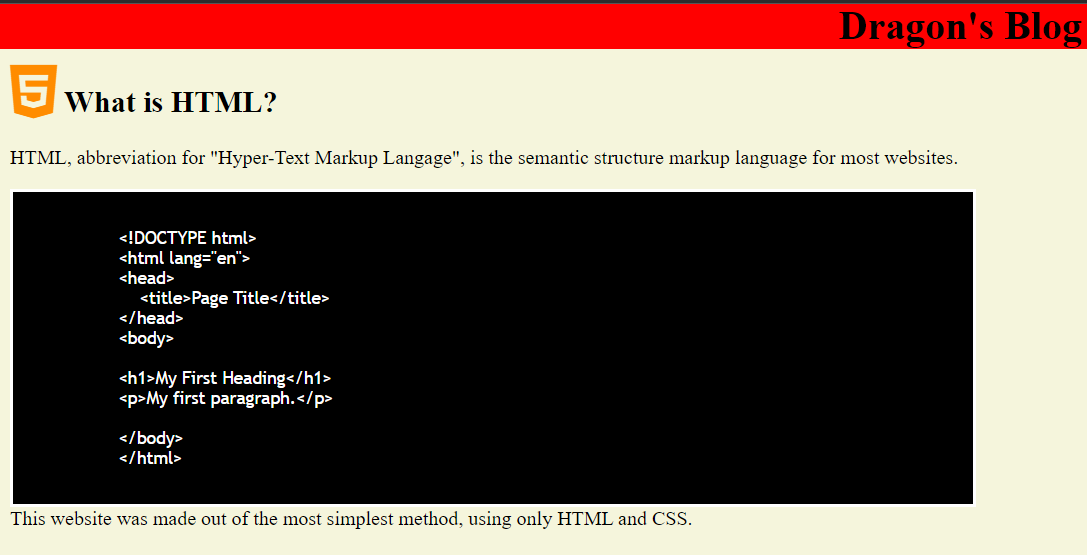 Dragon's Blog
5 What is HTML?
HTML, abbreviation for "Hyper-Text Markup Langage", is the semantic structure markup language for most websites.
<!DOCTYPE html>
<html lang="en">
<head>
<title>Page Title</title>
</head>
<body>
<h1>My First Heading</h1>
<p>My first paragraph.</p>
</body>
</html>
This website was made out of the most simplest method, using only HTML and CSS.